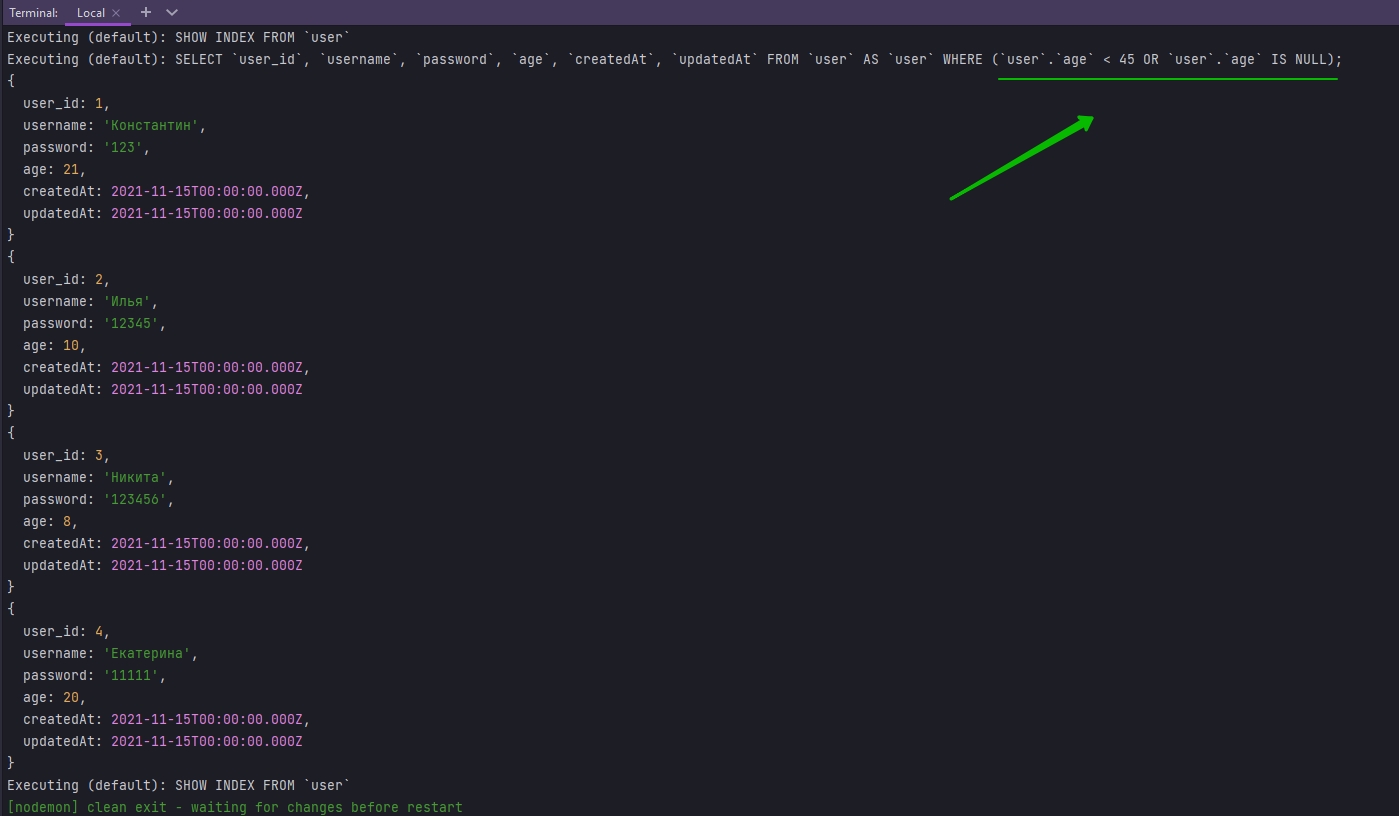 Terminal: Local × +
Executing (default): SHOW INDEX FROM `user`
Executing (default): SELECT `user_id`, `username`, `password`, `age`, `createdAt`, `updatedAt` FROM `user` AS `user` WHERE (`user`.`age` < 45 OR `user`.`age` IS NULL);
{
  user_id: 1,
  username: 'Константин',
  password: '123',
  age: 21,
  createdAt: 2021-11-15T00:00:00.000Z,
  updatedAt: 2021-11-15T00:00:00.000Z
}
{
  user_id: 2,
  username: 'Илья',
  password: '12345',
  age: 10,
  createdAt: 2021-11-15T00:00:00.000Z,
  updatedAt: 2021-11-15T00:00:00.000Z
}
{
  user_id: 3,
  username: 'Никита',
  password: '123456',
  age: 8,
  createdAt: 2021-11-15T00:00:00.000Z,
  updatedAt: 2021-11-15T00:00:00.000Z
}
{
  user_id: 4,
  username: 'Екатерина',
  password: '11111',
  age: 20,
  createdAt: 2021-11-15T00:00:00.000Z,
  updatedAt: 2021-11-15T00:00:00.000Z
}
Executing (default): SHOW INDEX FROM `user`
[nodemon] clean exit - waiting for changes before restart